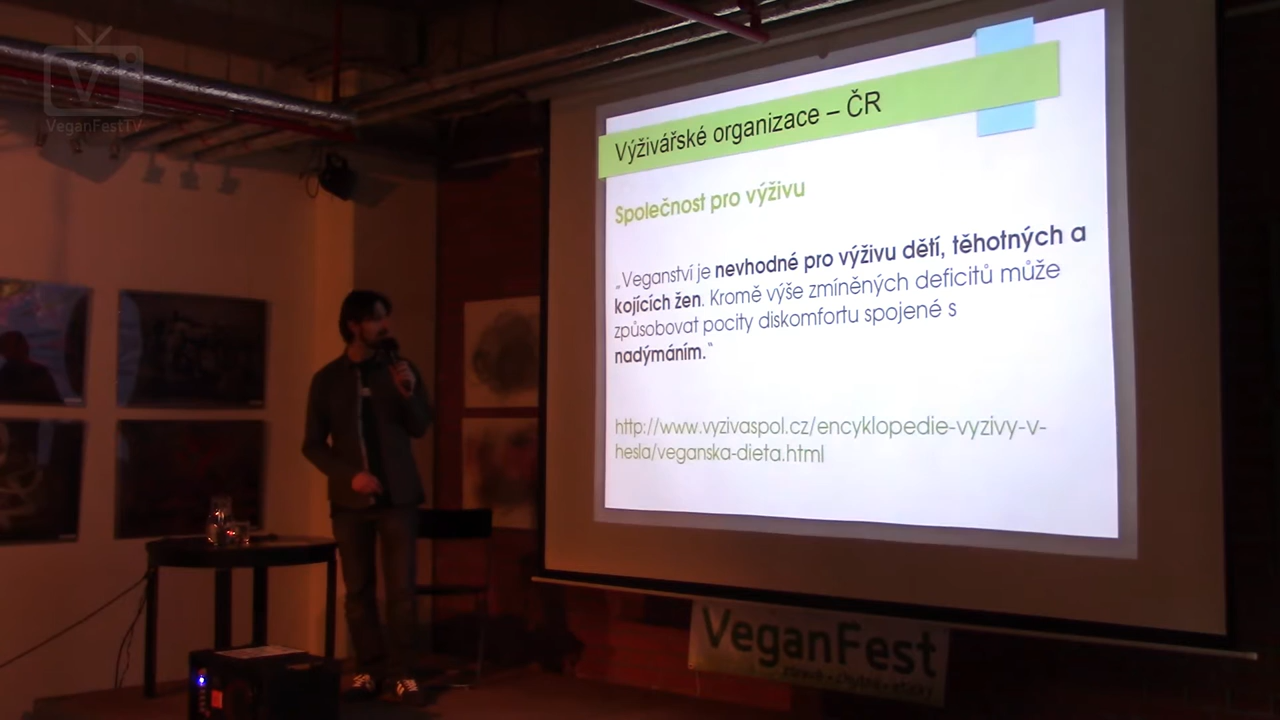 VeganFestTV
Výživářské organizace – ČR
Společnost pro výživu
„Veganství je nevhodné pro výživu dětí, těhotných a
kojících žen. Kromě výše zmíněných deficitů může
způsobovat pocity diskomfortu spojené s
nadýmáním."
http://www.vyzivaspol.cz/encyklopedie-vyzivy-v-
hesla/veganska-dieta.html
VeganFest